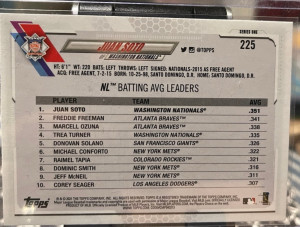 SERIES ONE
JUAN SOTO
WASHINGTON NATIONALS®
@TOPPS
225
HT: 6'1" WT: 220 BATS: LEFT THROWS: LEFT SIGNED: NATIONALS-2015 AS FREE AGENT
ACQ: FREE AGENT, 7-2-15 BORN: 10-25-98, SANTO DOMINGO, D.R. HOME: SANTO DOMINGO, D.R.
NL™ BATTING AVG LEADERS
PLAYER TEAM AVG
1. JUAN SOTO WASHINGTON NATIONALS® .351
2. FREDDIE FREEMAN ATLANTA BRAVES™ .341
3. MARCELL OZUNA ATLANTA BRAVES™ .338
4. TREA TURNER WASHINGTON NATIONALS® .335
5. DONOVAN SOLANO SAN FRANCISCO GIANTS® .326
6. MICHAEL CONFORTO NEW YORK METS® .322
7. RAIMEL TAPIA COLORADO ROCKIES™ .321
8. DOMINIC SMITH NEW YORK METS® .316
9. JEFF McNEIL NEW YORK METS® .311
10. COREY SEAGER LOS ANGELES DODGERS® .307
Topps